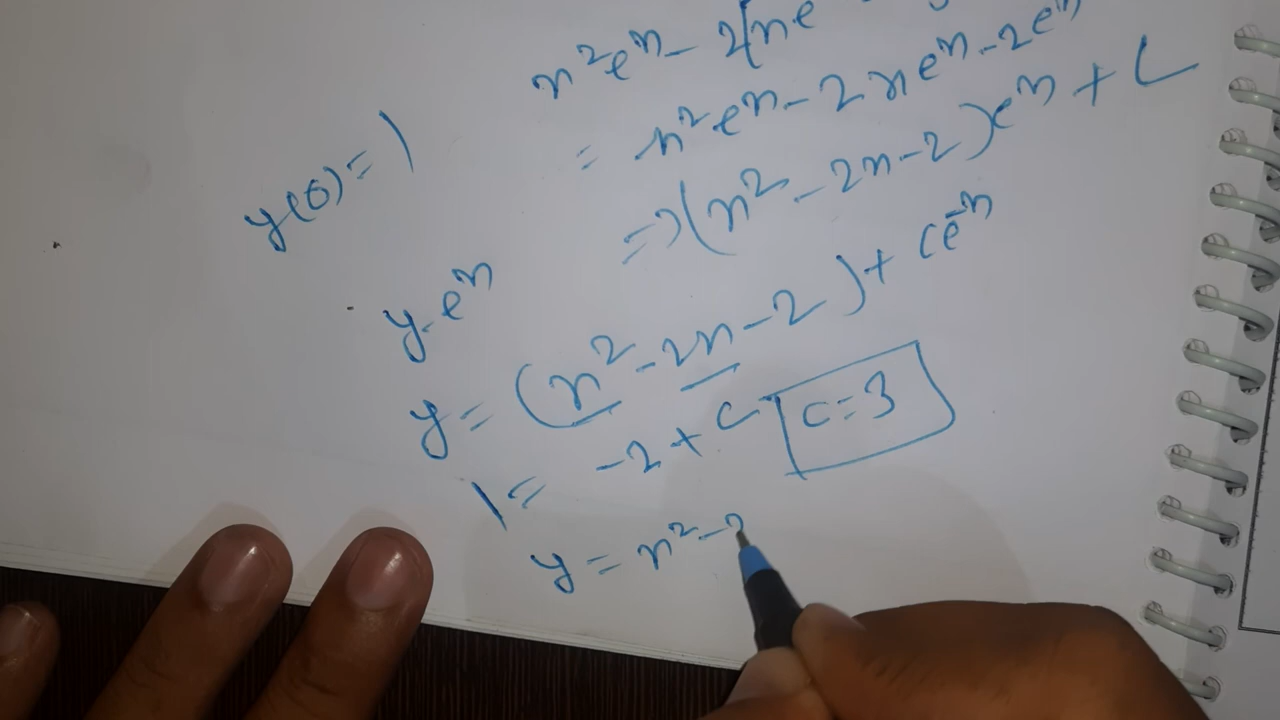 x²eˣ - 2[xe
= x²eˣ - 2xeˣ - 2eˣ
y(0) = 1
=> (x² - 2x - 2)eˣ + C
y.eˣ
y = (x² - 2x - 2) + Ce⁻ˣ
1 = -2 + C C = 3
y = x² - 2